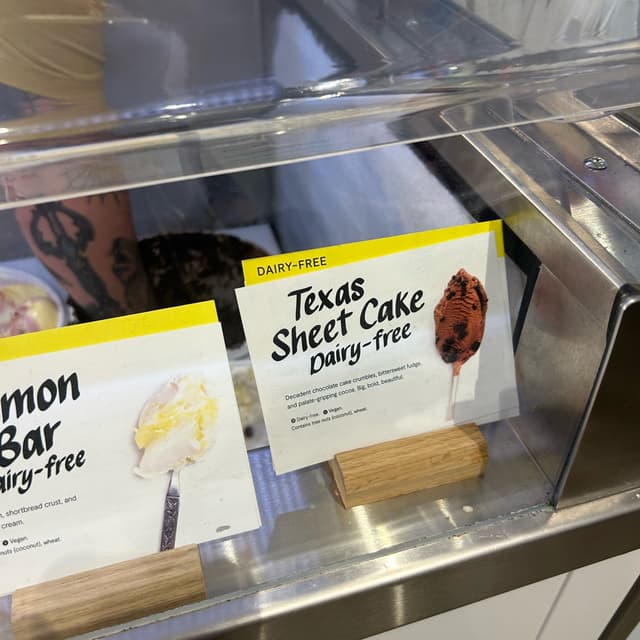 DAIRY-FREE
Texas
Sheet Cake
Dairy-free
Decadent chocolate cake crumbles, bittersweet fudge,
and palate-gripping cocoa. Big, bold, beautiful.
Dairy-free. Vegan.
Contains tree nuts (coconut), wheat.
mon
Bar
airy-free
shortbread crust, and
cream.
Vegan.
nuts (coconut), wheat.